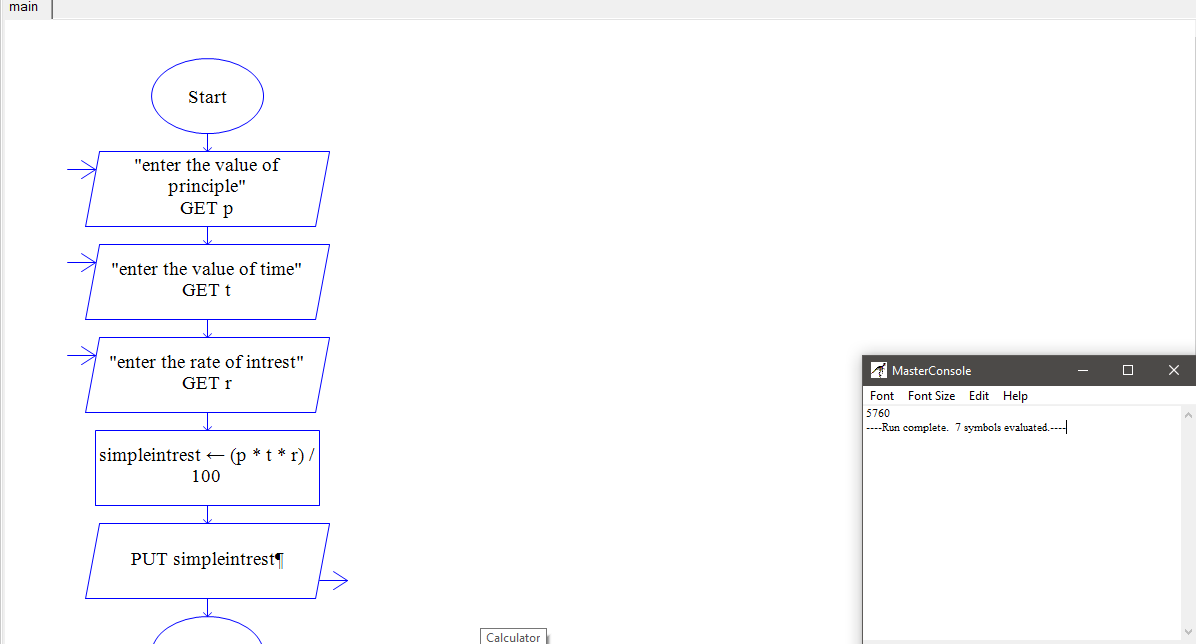 main
Start
"enter the value of
principle"
GET p
"enter the value of time"
GET t
"enter the rate of intrest"
GET r
simpleintrest ← (p * t * r) /
100
PUT simpleintrest¶
MasterConsole
Font Font Size Edit Help
5760
----Run complete. 7 symbols evaluated.----
Calculator